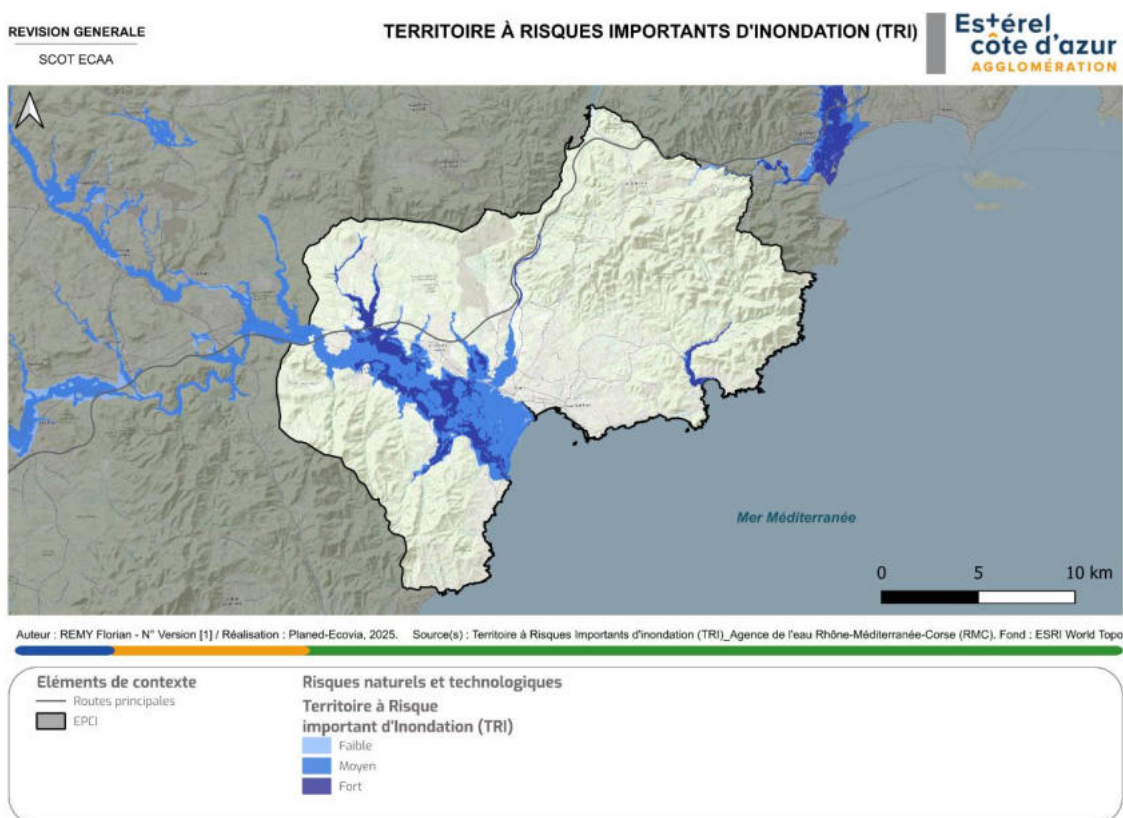 REVISION GENERALE
SCOT ECAA
TERRITOIRE À RISQUES IMPORTANTS D'INONDATION (TRI)
Estérel
côte d'azur
AGGLOMÉRATION
Mer Méditerranée
0 5 10 km
Auteur : REMY Florian - N° Version [1] / Réalisation : Planed-Ecovia, 2025. Source(s) : Territoire à Risques Importants d'inondation (TRI)_Agence de l'eau Rhône-Méditerranée-Corse (RMC). Fond : ESRI World Topo
Eléments de contexte
Routes principales
EPCI
Risques naturels et technologiques
Territoire à Risque
important d'Inondation (TRI)
Faible
Moyen
Fort